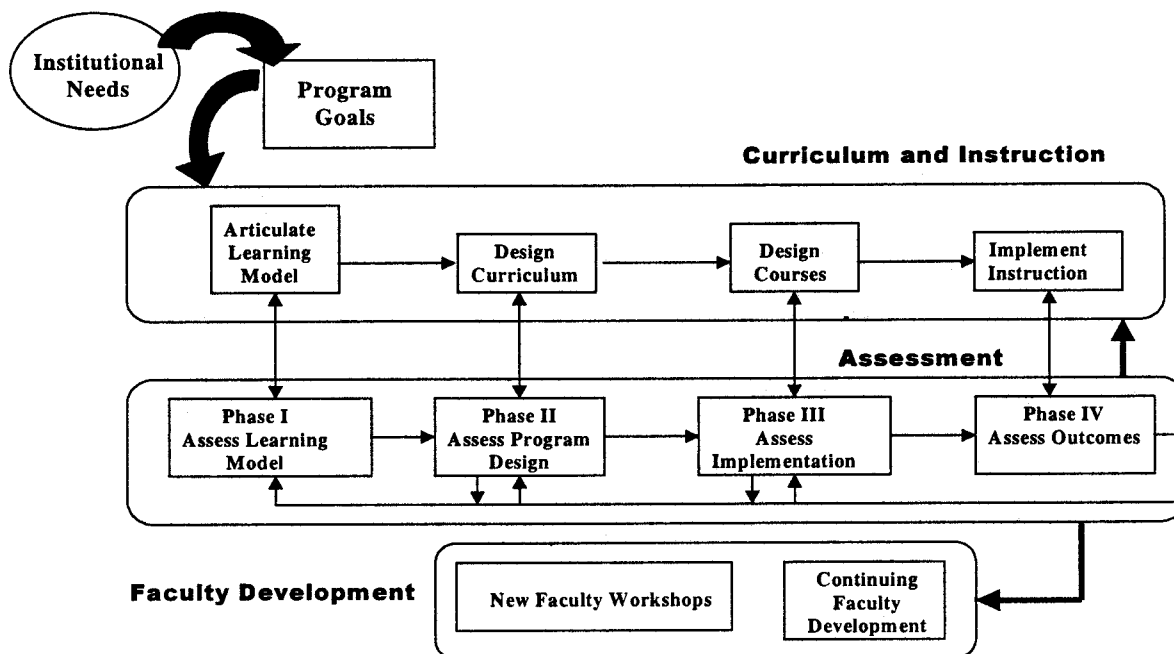 Institutional
Needs
Program
Goals
Curriculum and Instruction
Articulate
Learning
Model
Design
Curriculum
Design
Courses
Implement
Instruction
Assessment
Phase I
Assess Learning
Model
Phase II
Assess Program
Design
Phase III
Assess
Implementation
Phase IV
Assess Outcomes
Faculty Development
New Faculty Workshops
Continuing
Faculty
Development